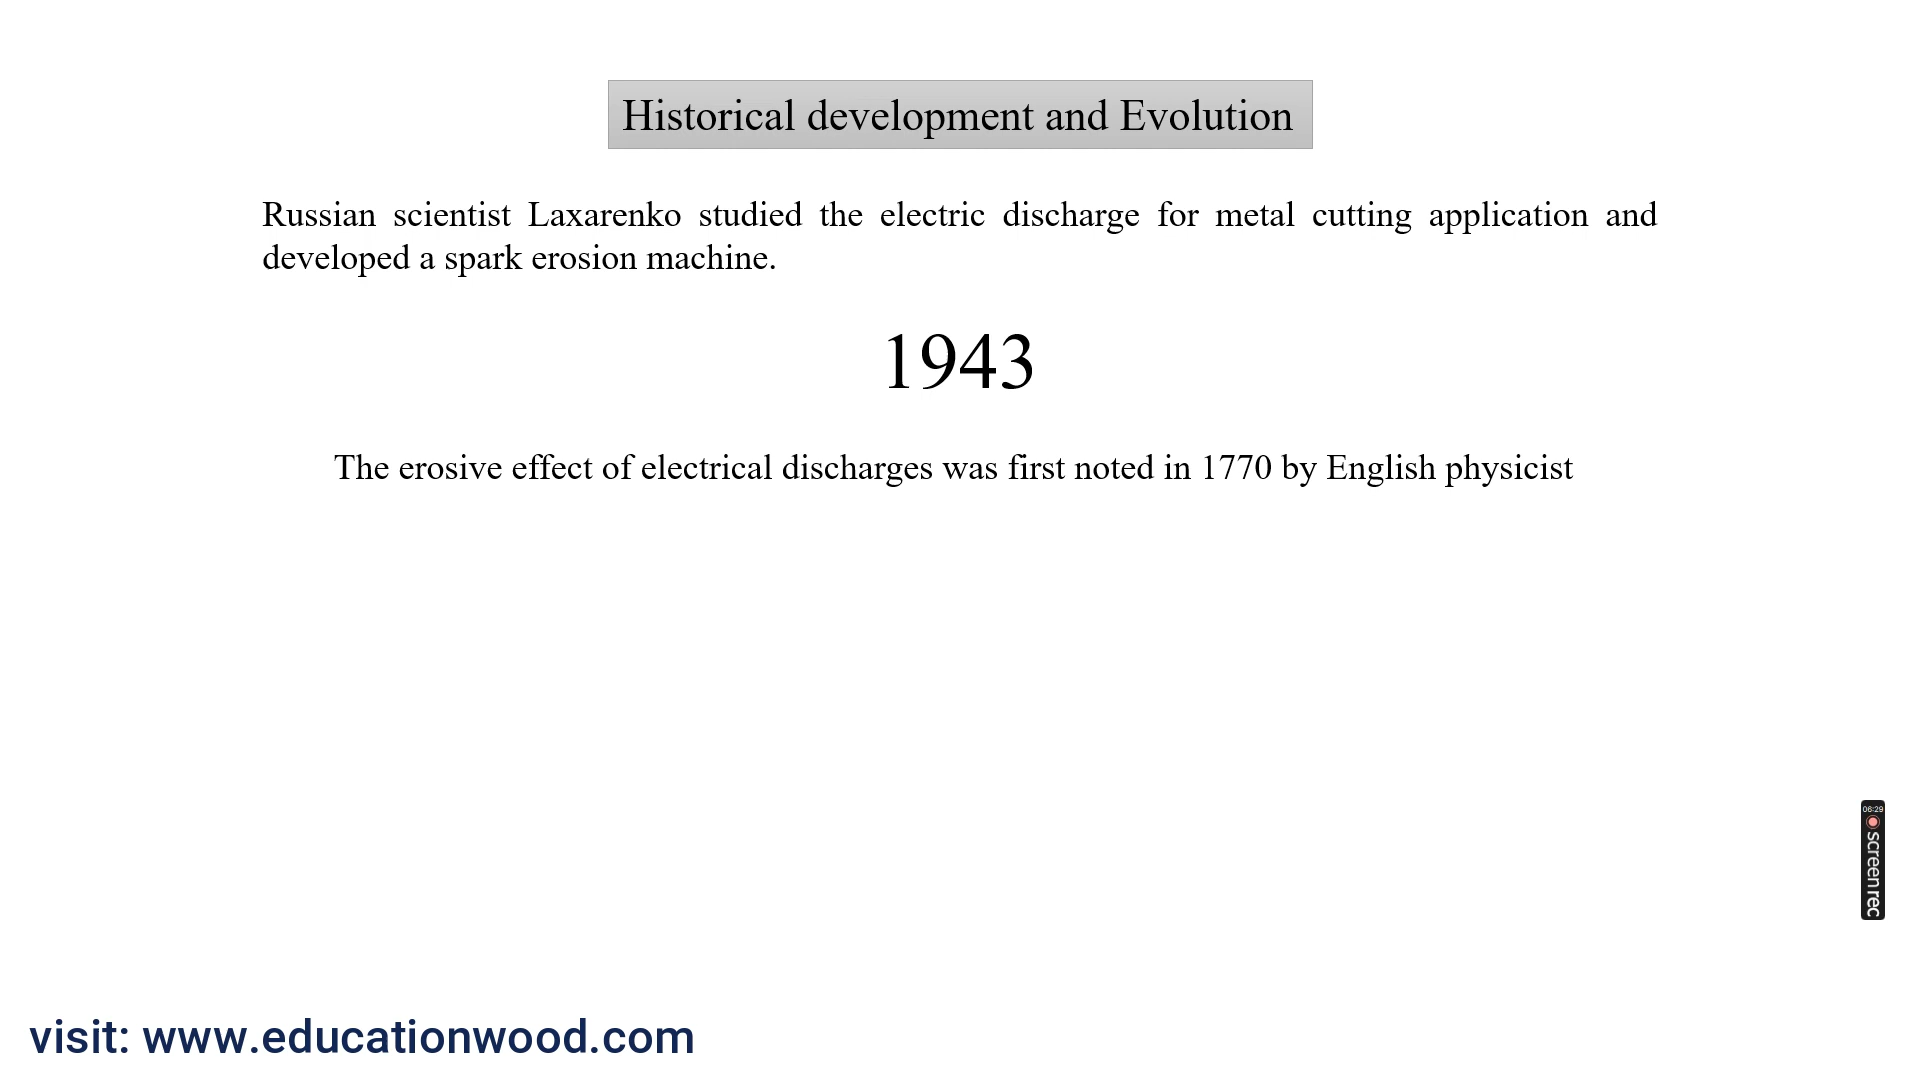 Historical development and Evolution
Russian scientist Laxarenko studied the electric discharge for metal cutting application and
developed a spark erosion machine.
1943
The erosive effect of electrical discharges was first noted in 1770 by English physicist
06:29
screenrec
visit: www.educationwood.com